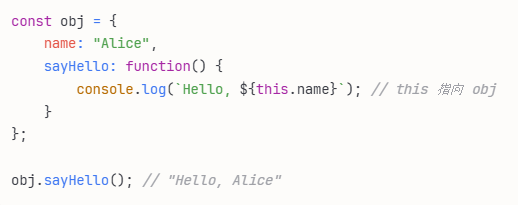 const obj = {
    name: "Alice",
    sayHello: function() {
        console.log(`Hello, ${this.name}`); // this 指向 obj
    }
};

obj.sayHello(); // "Hello, Alice"